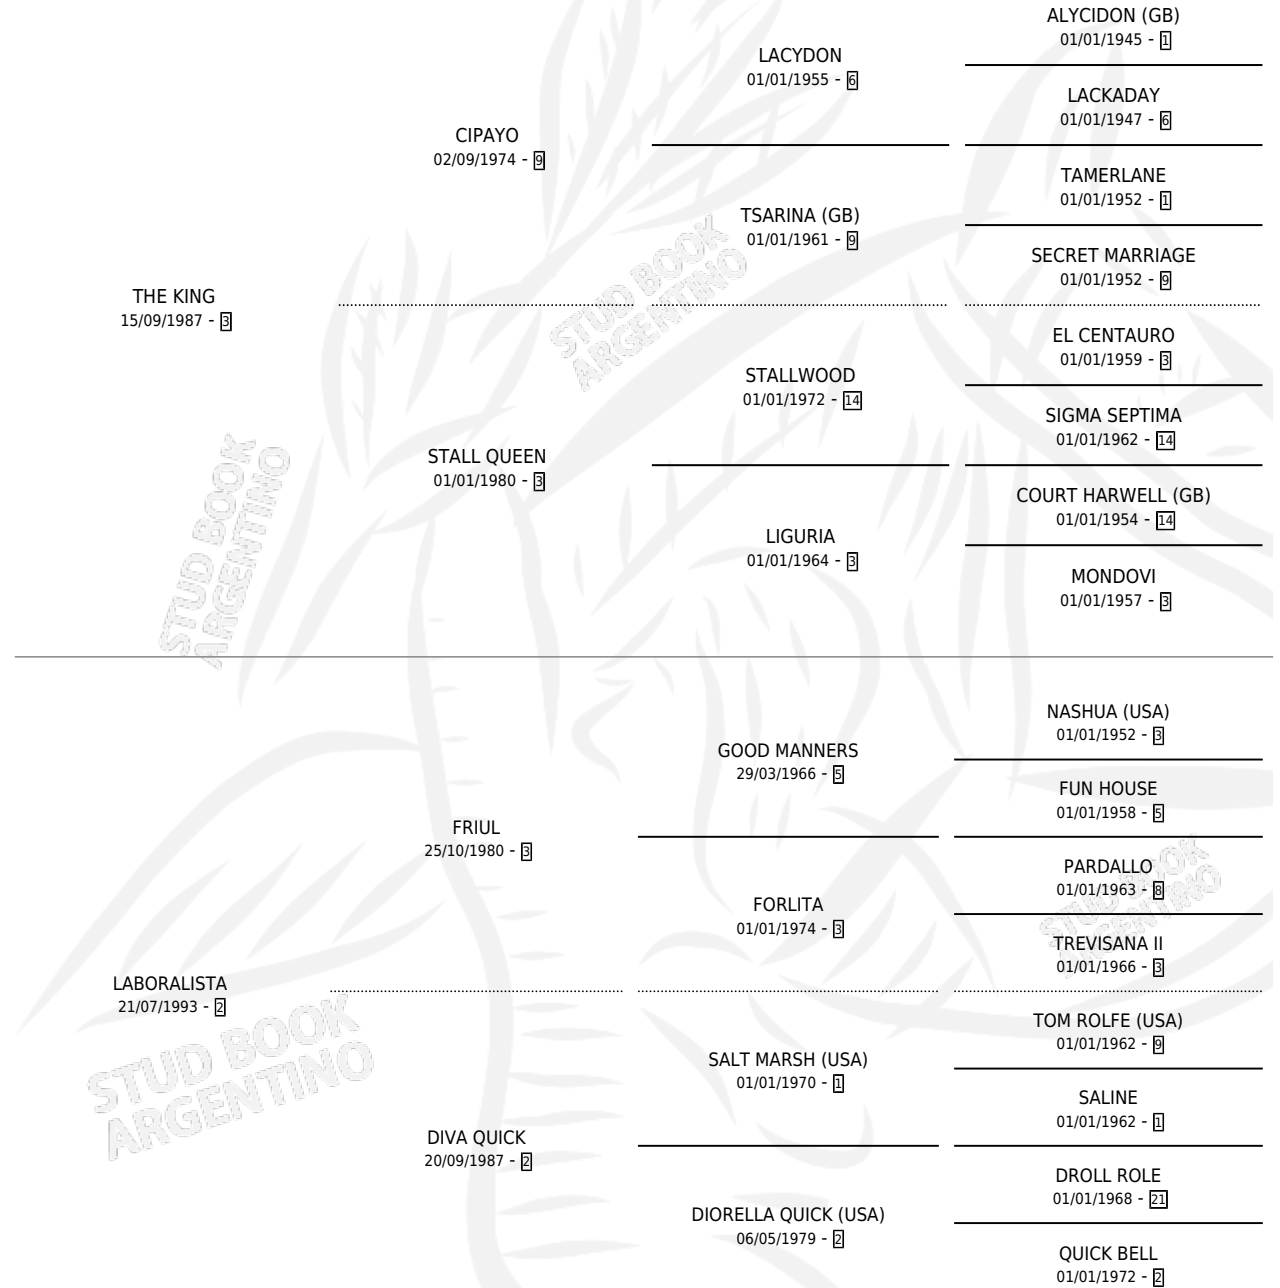 THE KING
15/09/1987 - 3
CIPAYO
02/09/1974 - 9
STALL QUEEN
01/01/1980 - 3
LACYDON
01/01/1955 - 6
TSARINA (GB)
01/01/1961 - 9
STALLWOOD
01/01/1972 - 14
LIGURIA
01/01/1964 - 3
ALYCIDON (GB)
01/01/1945 - 1
LACKADAY
01/01/1947 - 6
TAMERLANE
01/01/1952 - 1
SECRET MARRIAGE
01/01/1952 - 9
EL CENTAURO
01/01/1959 - 3
SIGMA SEPTIMA
01/01/1962 - 14
COURT HARWELL (GB)
01/01/1954 - 14
MONDOVI
01/01/1957 - 3
STUD BOOK
ARGENTINO
STUD BOOK
ARGENTINO
LABORALISTA
21/07/1993 - 2
FRIUL
25/10/1980 - 3
DIVA QUICK
20/09/1987 - 2
GOOD MANNERS
29/03/1966 - 5
FORLITA
01/01/1974 - 3
SALT MARSH (USA)
01/01/1970 - 1
DIORELLA QUICK (USA)
06/05/1979 - 2
NASHUA (USA)
01/01/1952 - 3
FUN HOUSE
01/01/1958 - 5
PARDALLO
01/01/1963 - 8
TREVISANA II
01/01/1966 - 3
TOM ROLFE (USA)
01/01/1962 - 9
SALINE
01/01/1962 - 1
DROLL ROLE
01/01/1968 - 21
QUICK BELL
01/01/1972 - 2
STUD BOOK
ARGENTINO
STUD BOOK
ARGENTINO